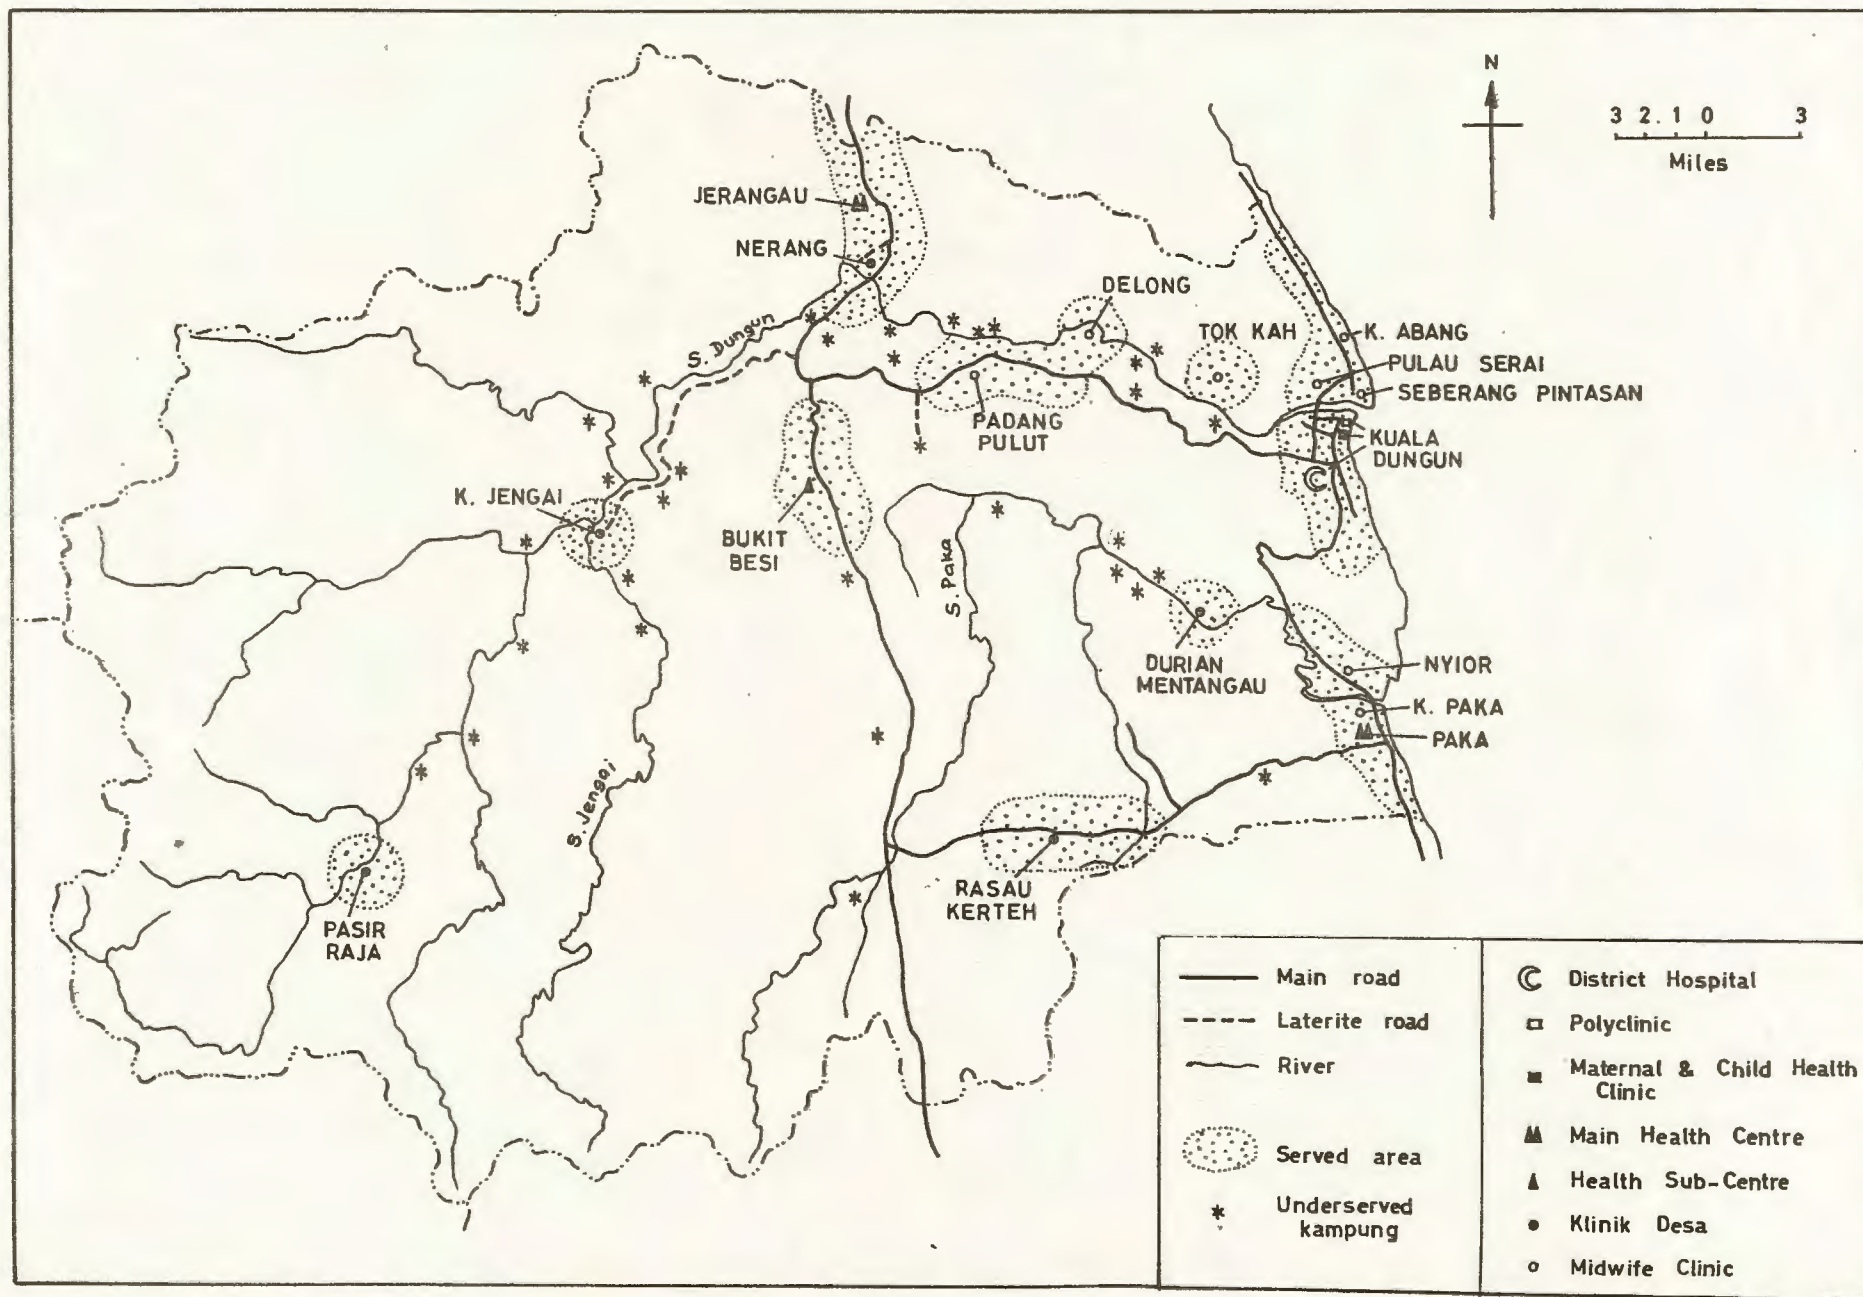 N
3 2.1 0 3
Miles
JERANGAU
NERANG
DELONG
S. Dungun
TOK KAH
K. ABANG
PULAU SERAI
SEBERANG PINTASAN
PADANG
PULUT
KUALA
DUNGUN
K. JENGAI
BUKIT
BESI
S. Paka
DURIAN
MENTANGAU
NYIOR
K. PAKA
PAKA
S. Jengai
RASAU
KERTEH
PASIR
RAJA
Main road
Laterite road
River
Served area
Underserved
kampung
District Hospital
Polyclinic
Maternal & Child Health
Clinic
Main Health Centre
Health Sub-Centre
Klinik Desa
Midwife Clinic